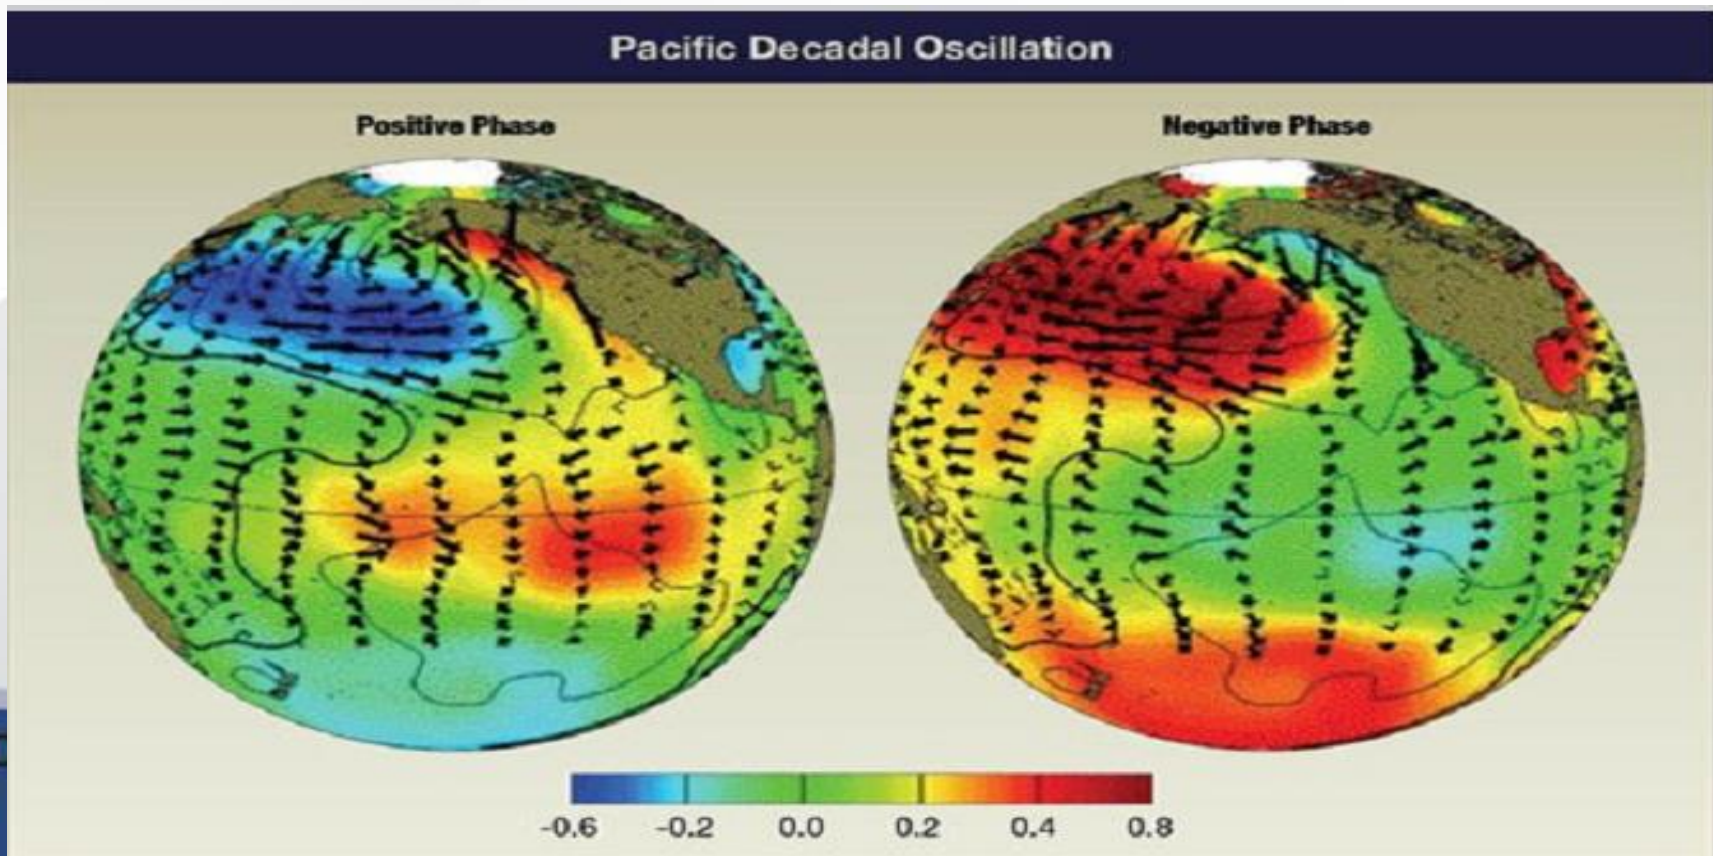 Pacific Decadal Oscillation
Positive Phase
Negative Phase
-0.6 -0.2 0.0 0.2 0.4 0.8